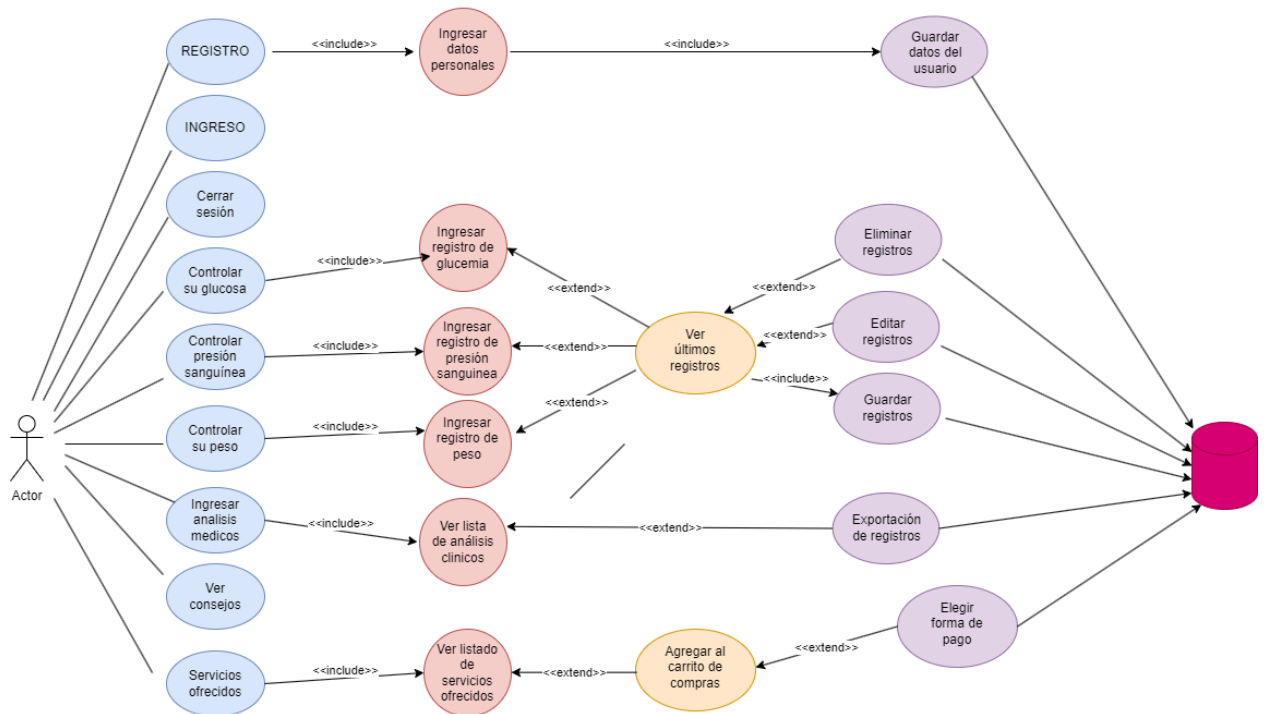 REGISTRO
<<include>>
Ingresar
datos
personales
<<include>>
Guardar
datos del
usuario
INGRESO
Cerrar
sesión
Controlar
su glucosa
<<include>>
Ingresar
registro de
glucemia
<<extend>>
Eliminar
registros
<<extend>>
Controlar
presión
sanguínea
<<include>>
Ingresar
registro de
presión
sanguinea
<<extend>>
Ver
últimos
registros
<<extend>>
Editar
registros
<<include>>
Guardar
registros
Controlar
su peso
<<include>>
Ingresar
registro de
peso
<<extend>>
Actor
Ingresar
analisis
medicos
<<include>>
Ver lista
de análisis
clinicos
<<extend>>
Exportación
de registros
Ver
consejos
Servicios
ofrecidos
<<include>>
Ver listado
de
servicios
ofrecidos
<<extend>>
Agregar al
carrito de
compras
<<extend>>
Elegir
forma de
pago